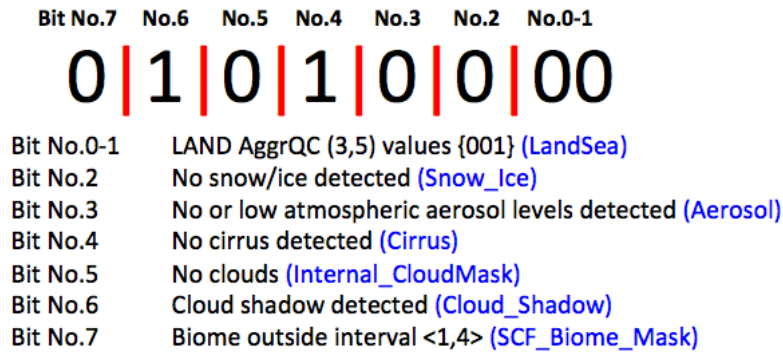 Bit No.7 No.6 No.5 No.4 No.3 No.2 No.0-1
0|1|0|1|0|0|00
Bit No.0-1 LAND AggrQC (3,5) values {001} (LandSea)
Bit No.2 No snow/ice detected (Snow_Ice)
Bit No.3 No or low atmospheric aerosol levels detected (Aerosol)
Bit No.4 No cirrus detected (Cirrus)
Bit No.5 No clouds (Internal_CloudMask)
Bit No.6 Cloud shadow detected (Cloud_Shadow)
Bit No.7 Biome outside interval <1,4> (SCF_Biome_Mask)